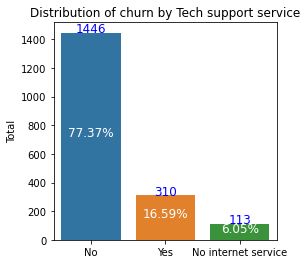 Distribution of churn by Tech support service
1446
1400
1200
1000
800
77.37%
Total
600
400
310
200
16.59%
113
6.05%
0
No
Yes
No internet service